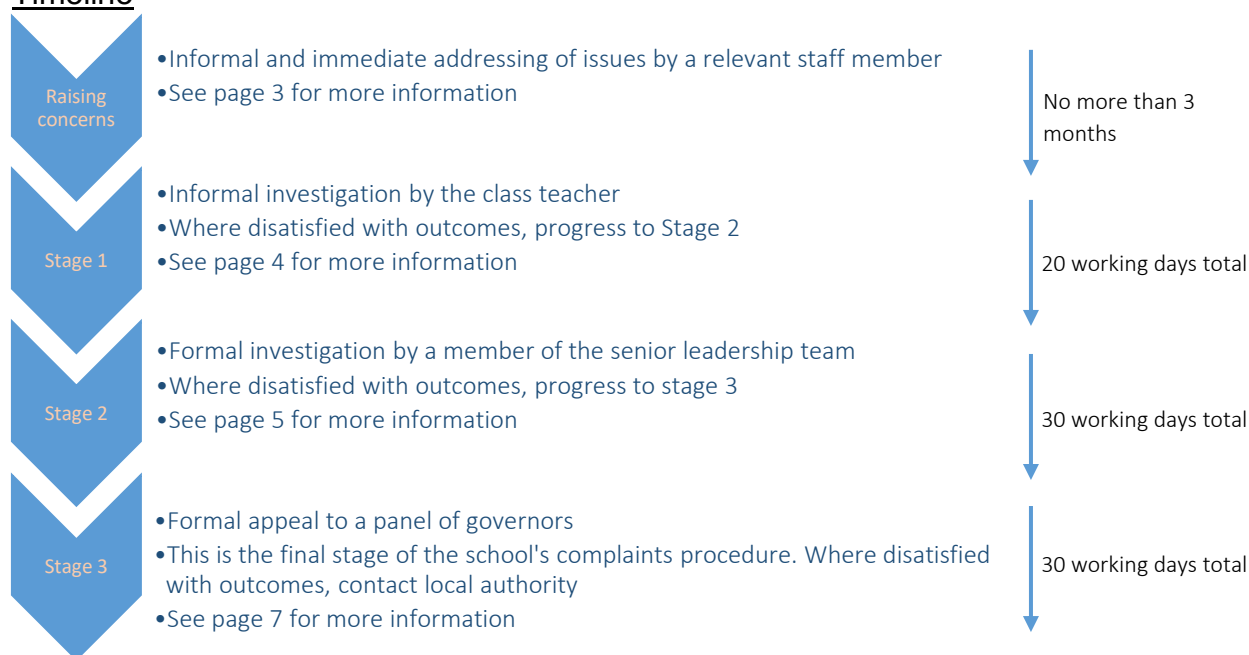 Timeline
Raising
concerns
•Informal and immediate addressing of issues by a relevant staff member
•See page 3 for more information
No more than 3
months
Stage 1
•Informal investigation by the class teacher
•Where disatisfied with outcomes, progress to Stage 2
•See page 4 for more information
20 working days total
Stage 2
•Formal investigation by a member of the senior leadership team
•Where disatisfied with outcomes, progress to stage 3
•See page 5 for more information
30 working days total
Stage 3
•Formal appeal to a panel of governors
•This is the final stage of the school's complaints procedure. Where disatisfied
with outcomes, contact local authority
•See page 7 for more information
30 working days total